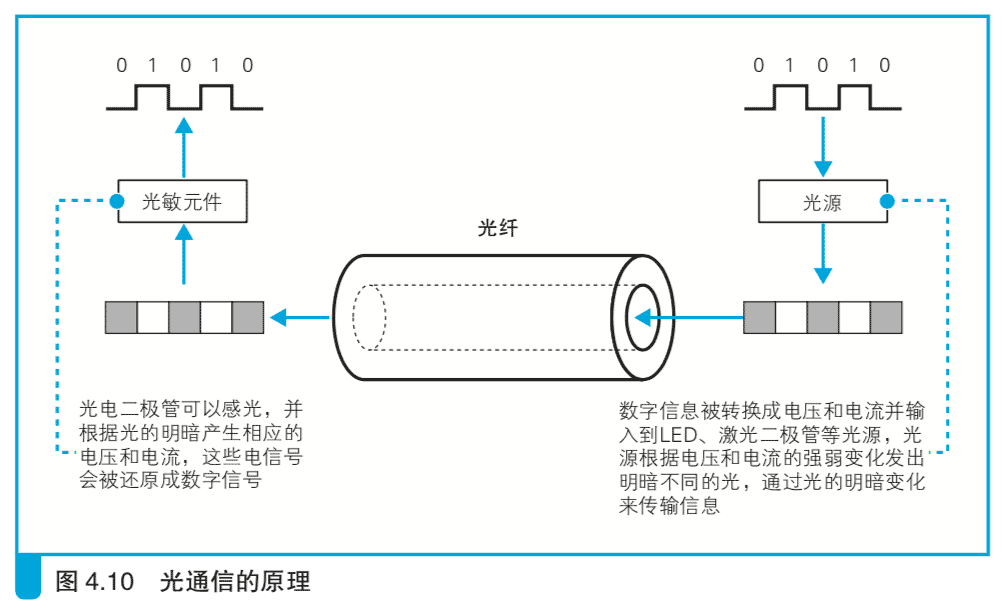 0 1 0 1 0
0 1 0 1 0
光敏元件
光源
光纤
光电二极管可以感光，并
根据光的明暗产生相应的
电压和电流，这些电信号
会被还原成数字信号
数字信息被转换成电压和电流并输
入到LED、激光二极管等光源，光
源根据电压和电流的强弱变化发出
明暗不同的光，通过光的明暗变化
来传输信息
图 4.10 光通信的原理